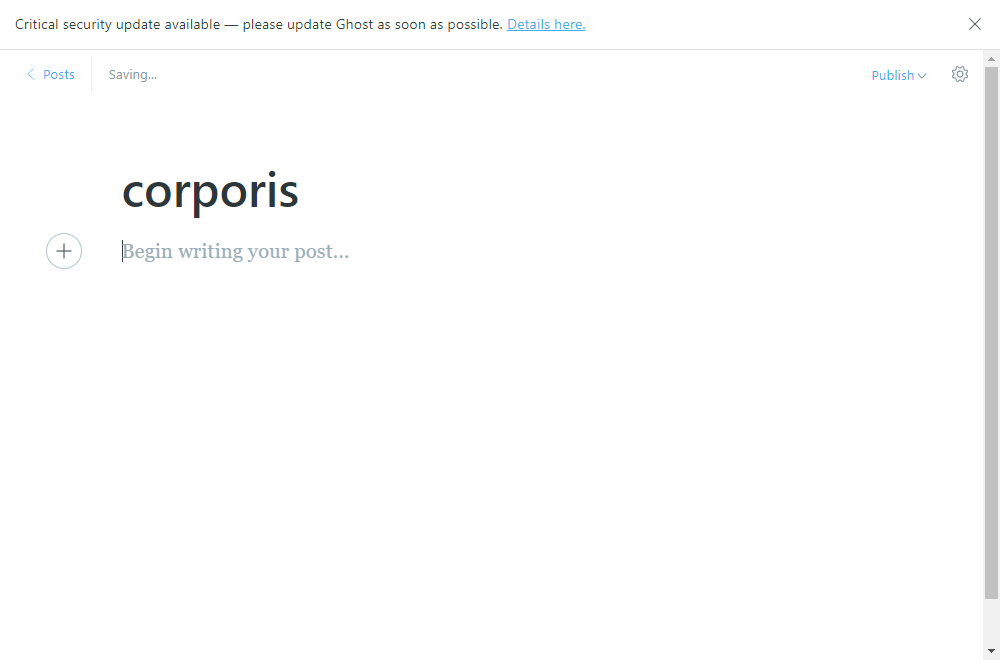 Critical security update available — please update Ghost as soon as possible. Details here.
Posts
Saving...
Publish
corporis
Begin writing your post...